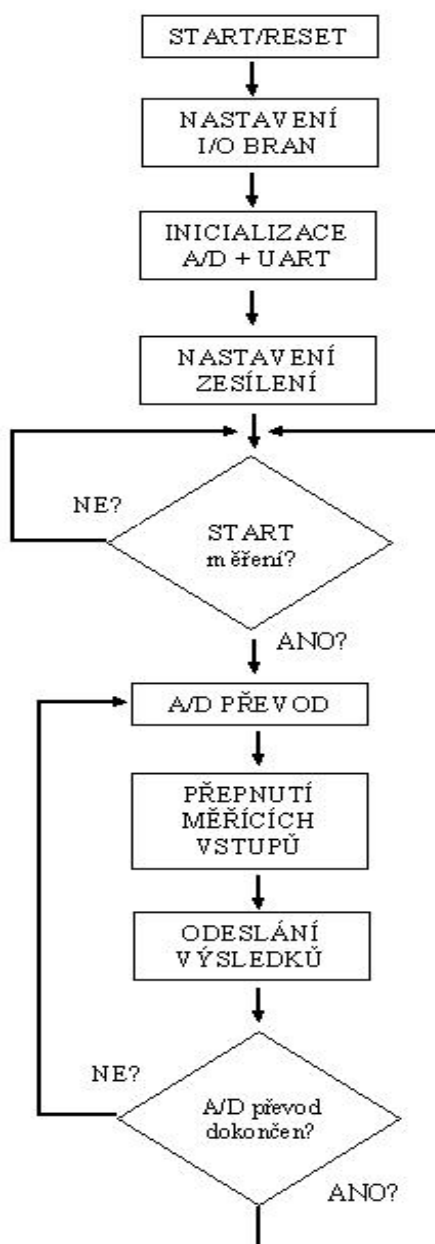 START/RESET
NASTAVENÍ
I/O BRAN
INICIALIZACE
A/D + UART
NASTAVENÍ
ZESÍLENÍ
NE?
START
měření?
ANO?
A/D PŘEVOD
PŘEPNUTÍ
MĚŘÍCÍCH
VSTUPŮ
ODESLÁNÍ
VÝSLEDKŮ
NE?
A/D převod
dokončen?
ANO?